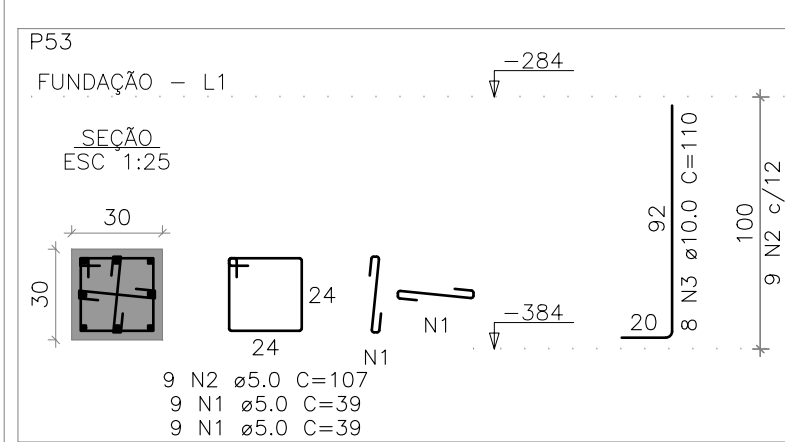 P53
FUNDAÇÃO - L1
-284
SEÇÃO
ESC 1:25
30
30
24
24
N1
N1
-384
92
20
8 N3 ø10.0 C=110
100
9 N2 c/12
9 N2 ø5.0 C=107
9 N1 ø5.0 C=39
9 N1 ø5.0 C=39